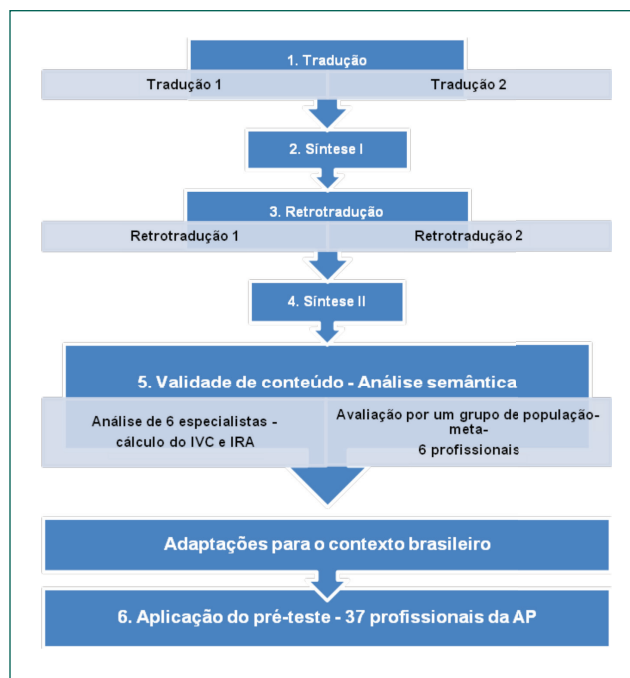 1. Tradução
Tradução 1
Tradução 2
2. Síntese I
3. Retrotradução
Retrotradução 1
Retrotradução 2
4. Síntese II
5. Validade de conteúdo - Análise semântica
Análise de 6 especialistas -
cálculo do IVC e IRA
Avaliação por um grupo de população-
meta-
6 profissionais
Adaptações para o contexto brasileiro
6. Aplicação do pré-teste - 37 profissionais da AP